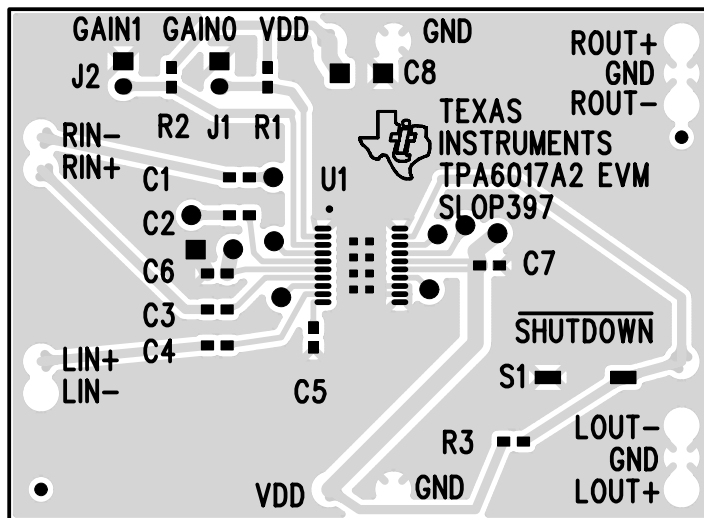 GAIN1 GAIN0 VDD GND
ROUT+
J2 C8 GND
ROUT-
R2 J1 R1
RIN-
RIN+
TEXAS
INSTRUMENTS
TPA6017A2 EVM
SLOP397
C1 U1
C2
C6 C7
C3
C4
SHUTDOWN
LIN+
LIN-
C5 S1
R3
LOUT-
GND
LOUT+
VDD GND